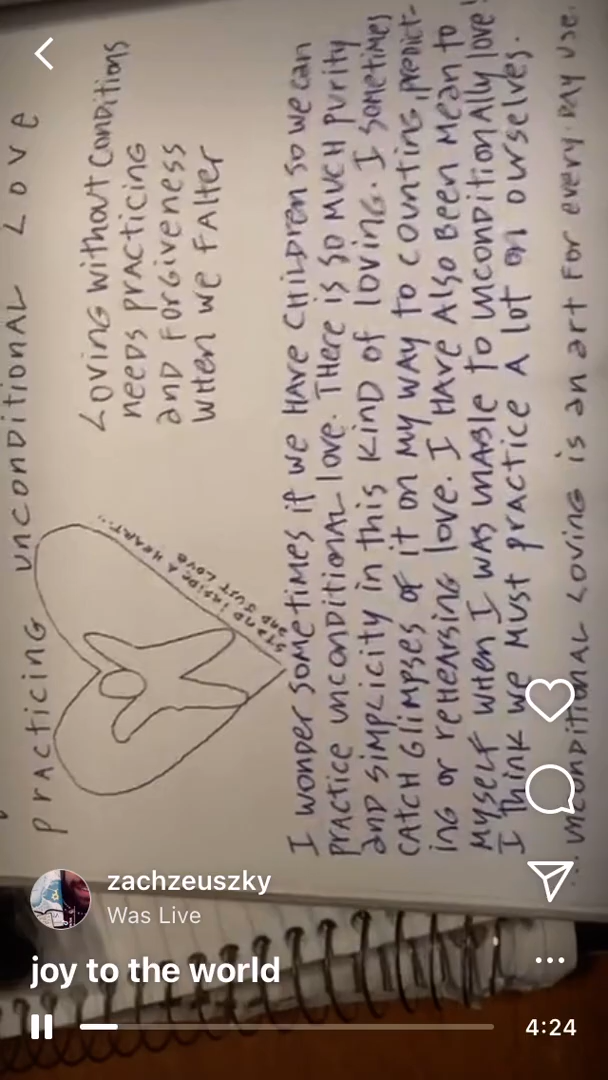 practicing unconditional love
Loving without conditions
needs practicing
and forgiveness
when we falter
STAND INSIDE A HEART...
AND JUST LOVE
I wonder sometimes if we have children so we can
practice unconditional love. There is so much purity
and simplicity in this kind of loving. I sometimes
catch glimpses of it on my way to counting, predict-
ing or rehearsing love. I have also been mean to
myself when I was unable to unconditionally love!
I think we must practice a lot on ourselves.
...unconditional loving is an art for every day use.
zachzeuszky
Was Live
joy to the world
4:24